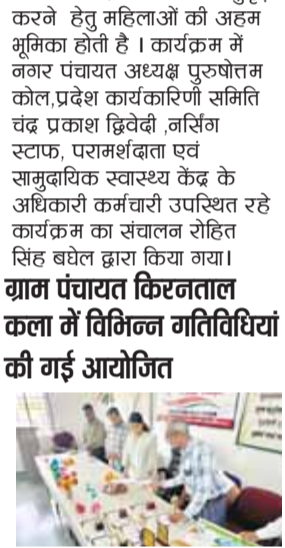 करने हेतु महिलाओं की अहम
भूमिका होती है । कार्यक्रम में
नगर पंचायत अध्यक्ष पुरुषोत्तम
कोल,प्रदेश कार्यकारिणी समिति
चंद्र प्रकाश द्विवेदी ,नर्सिंग
स्टाफ, परामर्शदाता एवं
सामुदायिक स्वास्थ्य केंद्र के
अधिकारी कर्मचारी उपस्थित रहे
कार्यक्रम का संचालन रोहित
सिंह बघेल द्वारा किया गया।
ग्राम पंचायत किरनताल
कला में विभिन्न गतिविधियां
की गई आयोजित